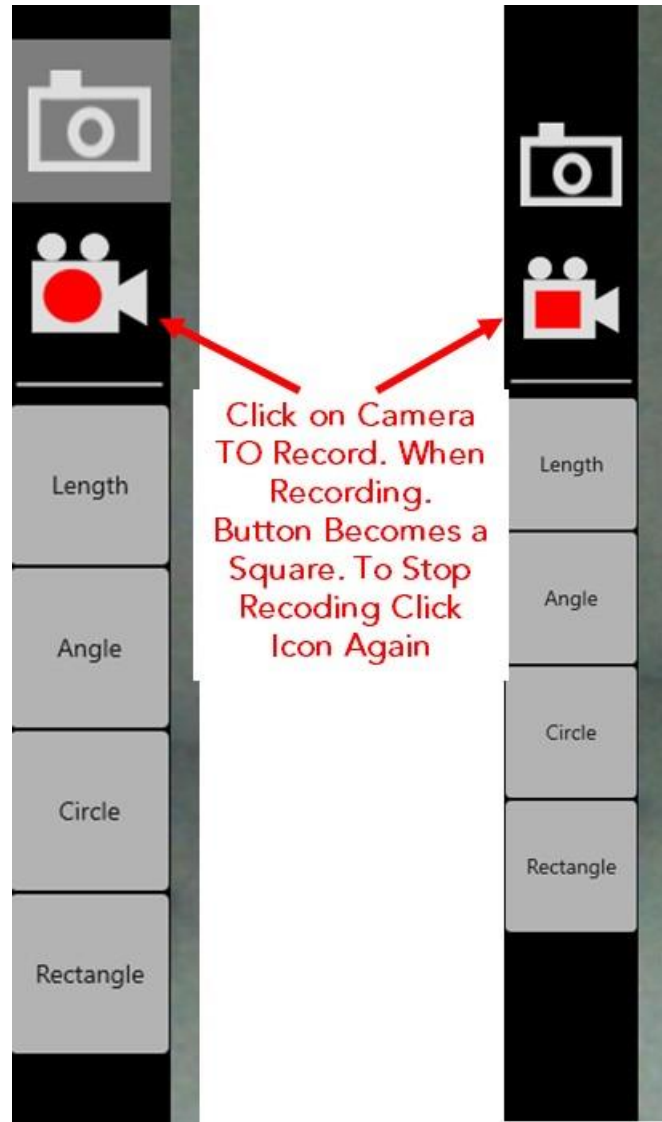 Length
Angle
Circle
Rectangle
Click on Camera
TO Record. When
Recording.
Button Becomes a
Square. To Stop
Recoding Click
Icon Again
Length
Angle
Circle
Rectangle